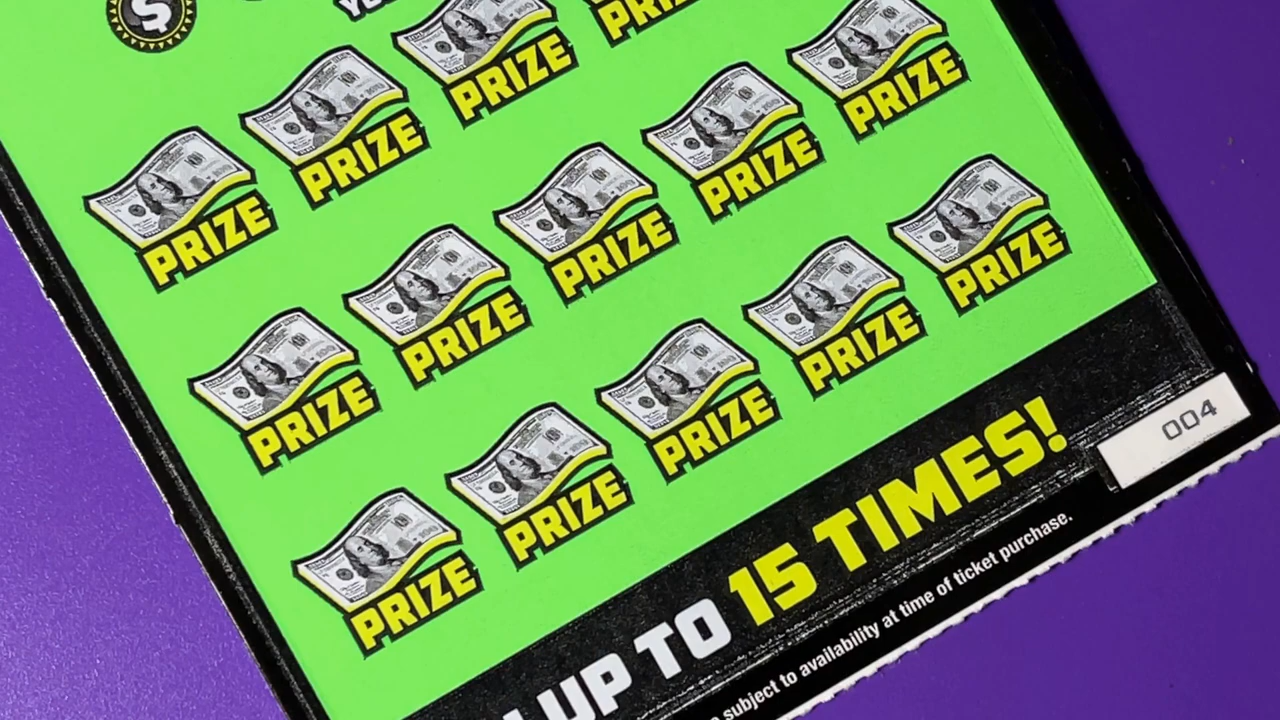 $
YO
PRIZE PRIZE PRIZE PRIZE PRIZE
PRIZE PRIZE PRIZE PRIZE PRIZE
PRIZE PRIZE PRIZE PRIZE PRIZE
UP TO 15 TIMES!
004
subject to availability at time of ticket purchase.